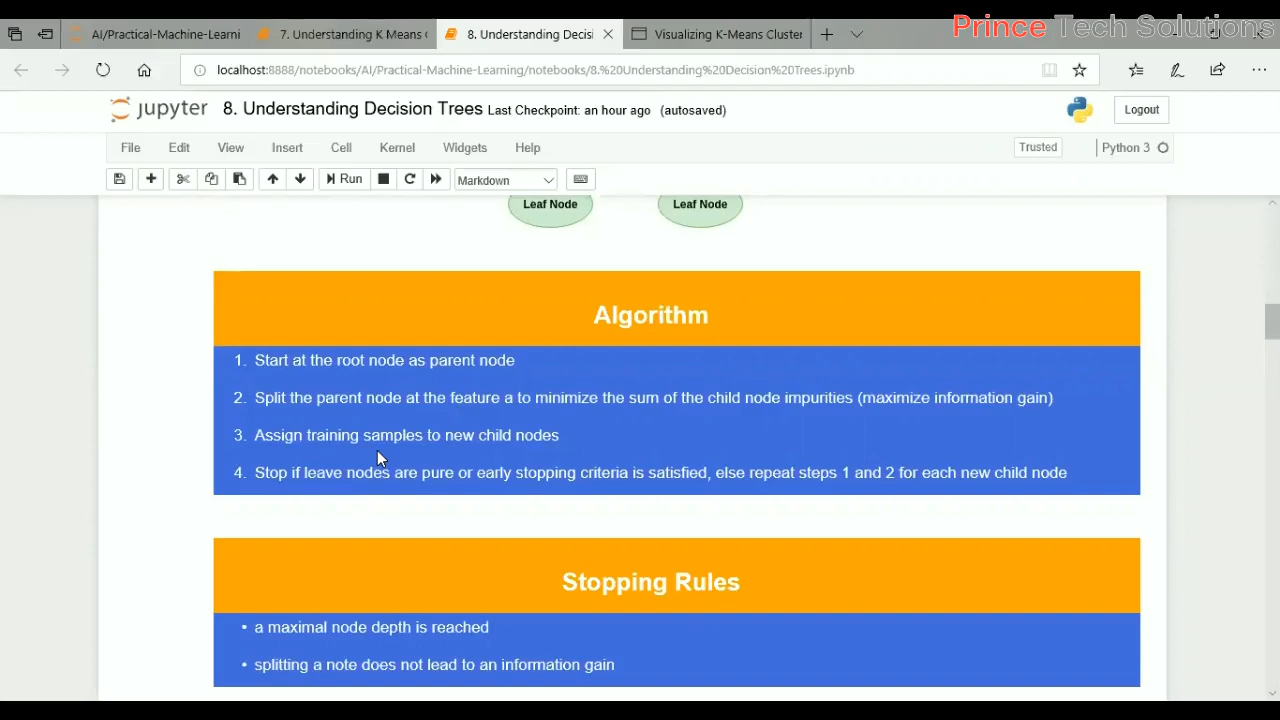 AI/Practical-Machine-Learni
7. Understanding K Means C
8. Understanding Decisi
Visualizing K-Means Cluster
Prince Tech Solutions
localhost:8888/notebooks/AI/Practical-Machine-Learning/notebooks/8.%20Understanding%20Decision%20Trees.ipynb
jupyter 8. Understanding Decision Trees Last Checkpoint: an hour ago (autosaved)
Logout
File Edit View Insert Cell Kernel Widgets Help
Trusted
Python 3
Run
Markdown
Leaf Node Leaf Node
Algorithm
1. Start at the root node as parent node
2. Split the parent node at the feature a to minimize the sum of the child node impurities (maximize information gain)
3. Assign training samples to new child nodes
4. Stop if leave nodes are pure or early stopping criteria is satisfied, else repeat steps 1 and 2 for each new child node
Stopping Rules
• a maximal node depth is reached
• splitting a note does not lead to an information gain